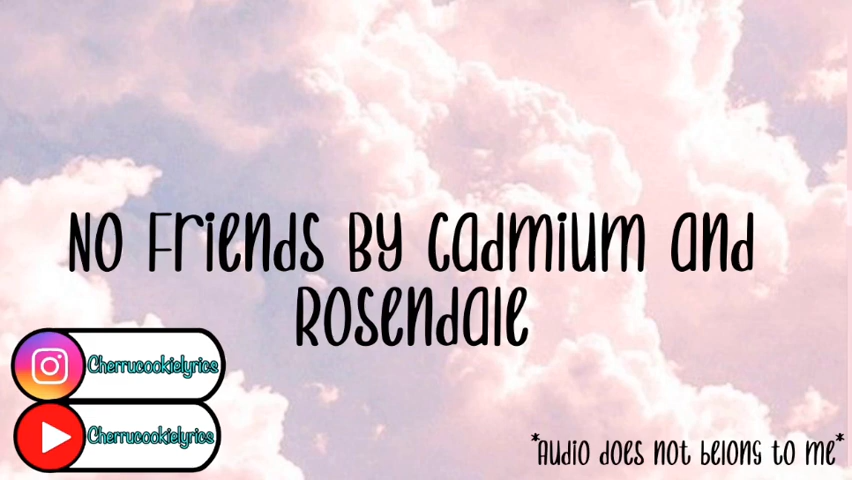 No Friends By Cadmium and
Rosendale
Cherrucookielyrics
Cherrucookielyrics
*Audio does not belong to me*